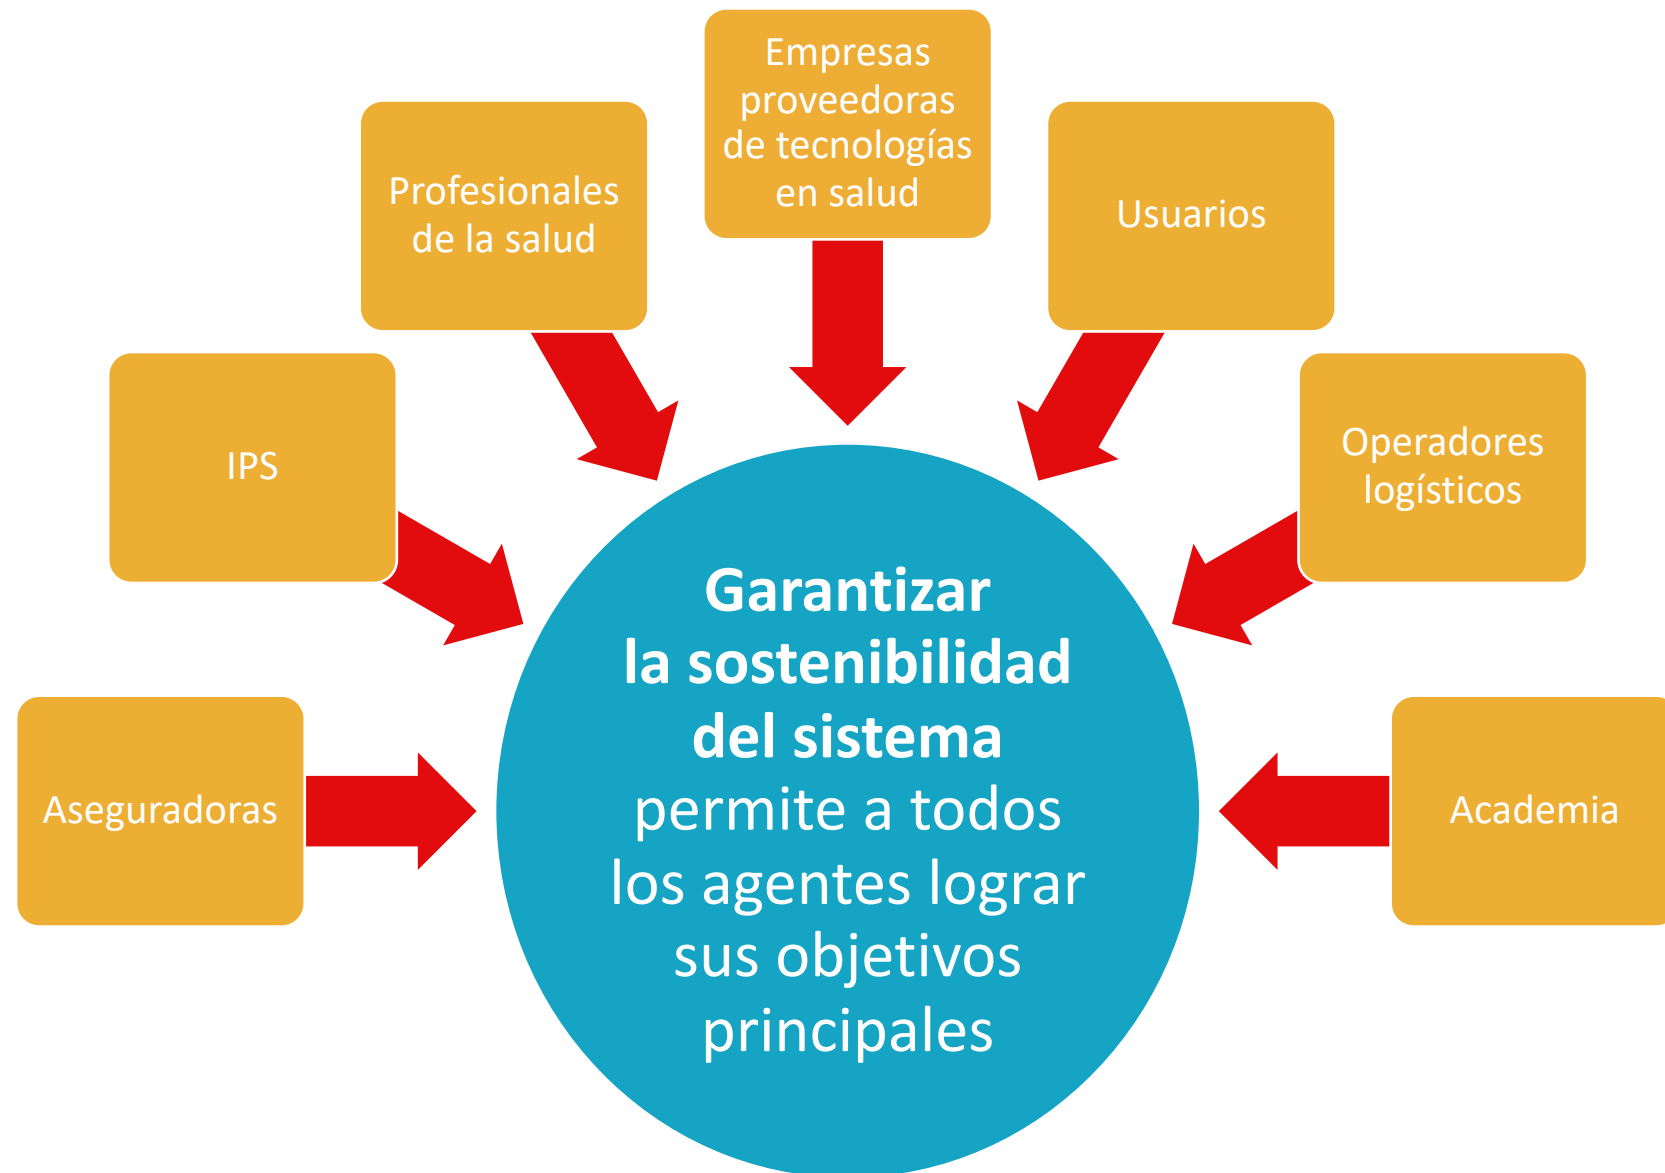 Empresas
proveedoras
de tecnologías
en salud
Profesionales
de la salud
Usuarios
IPS
Operadores
logísticos
Aseguradoras
Academia
Garantizar
la sostenibilidad
del sistema
permite a todos
los agentes lograr
sus objetivos
principales